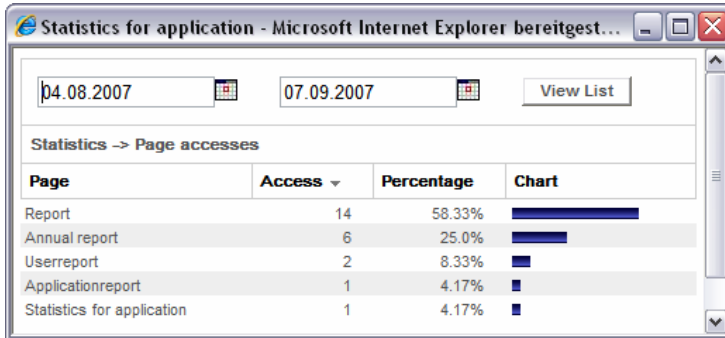 Statistics for application - Microsoft Internet Explorer bereitgest...
04.08.2007 07.09.2007 View List
Statistics -> Page accesses
Page Access Percentage Chart
Report 14 58.33%
Annual report 6 25.0%
Userreport 2 8.33%
Applicationreport 1 4.17%
Statistics for application 1 4.17%